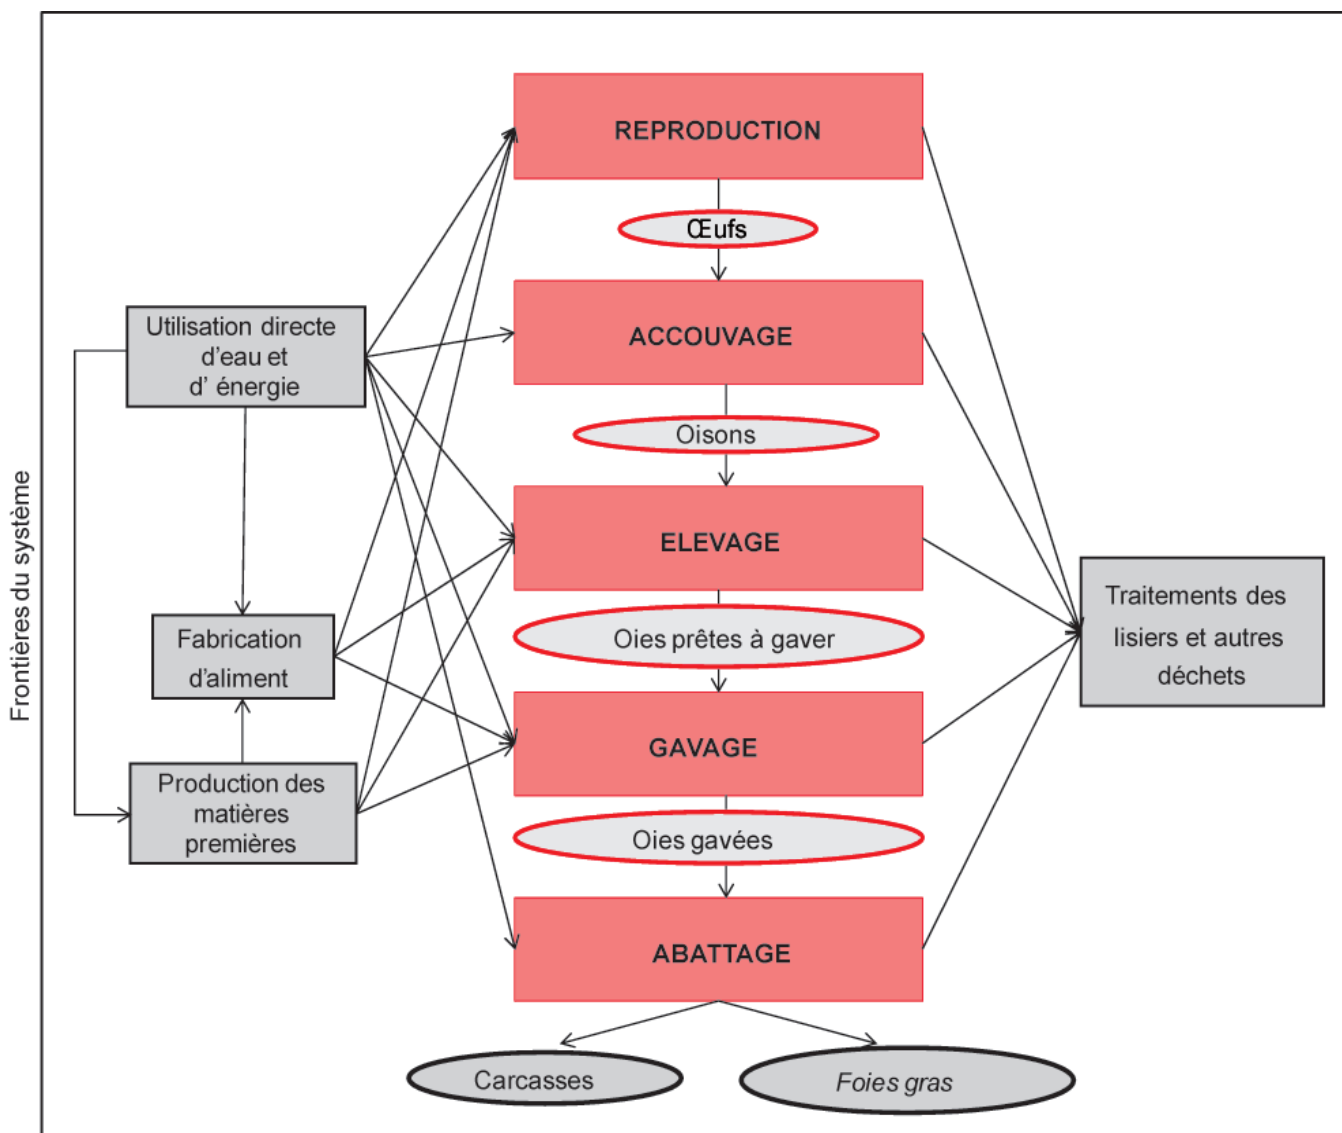 Frontières du système
REPRODUCTION
Œufs
Utilisation directe
d'eau et
d' énergie
ACCOUVAGE
Oisons
ELEVAGE
Oies prêtes à gaver
Fabrication
d'aliment
Traitements des
lisiers et autres
déchets
GAVAGE
Production des
matières
premières
Oies gavées
ABATTAGE
Carcasses
Foies gras